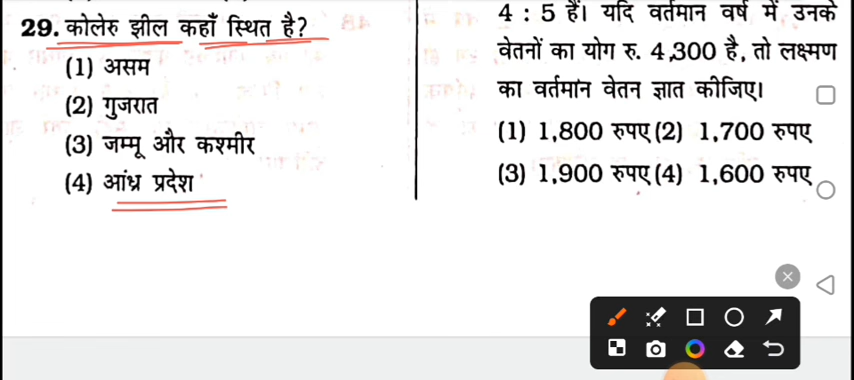 29. कोलेरु झील कहाँ स्थित है?
(1) असम
(2) गुजरात
(3) जम्मू और कश्मीर
(4) आंध्र प्रदेश
4 : 5 हैं। यदि वर्तमान वर्ष में उनके
वेतनों का योग रु. 4,300 है, तो लक्ष्मण
का वर्तमान वेतन ज्ञात कीजिए।
(1) 1,800 रुपए (2) 1,700 रुपए
(3) 1,900 रुपए (4) 1,600 रुपए